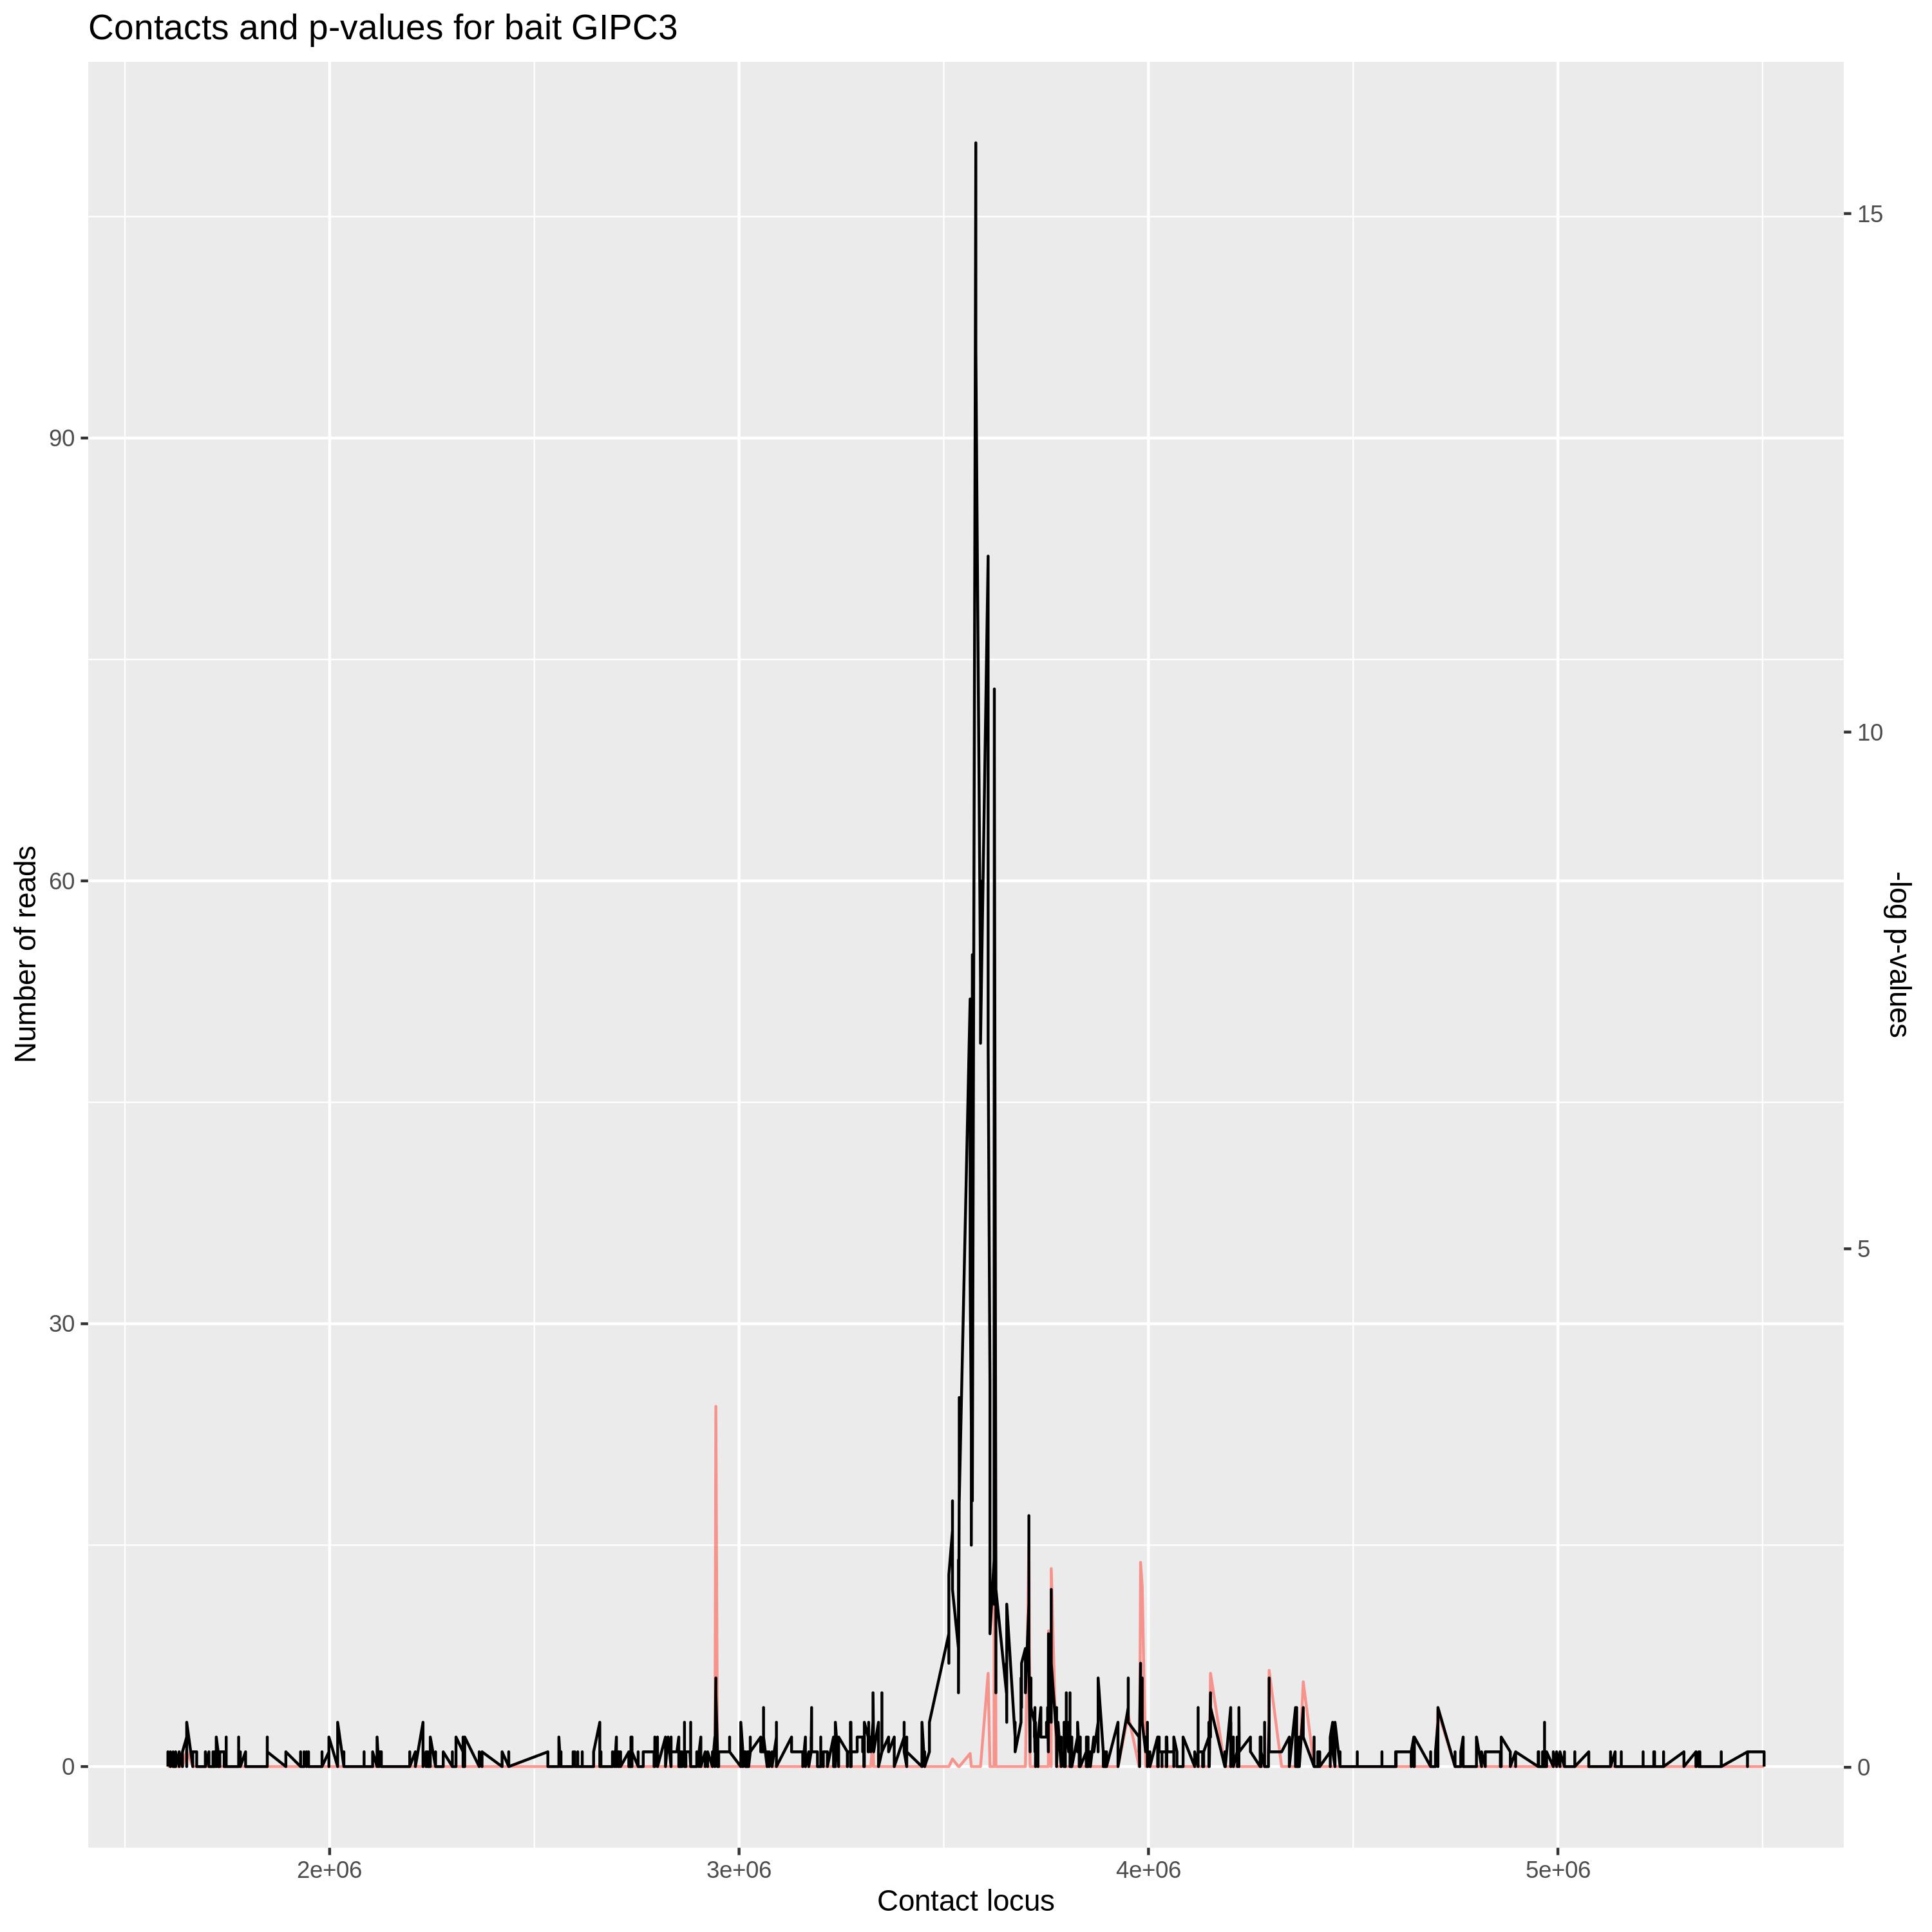 Contacts and p-values for bait GIPC3
Number of reads
90
60
30
0
15
10
5
0
-log p-values
2e+06 3e+06 4e+06 5e+06
Contact locus